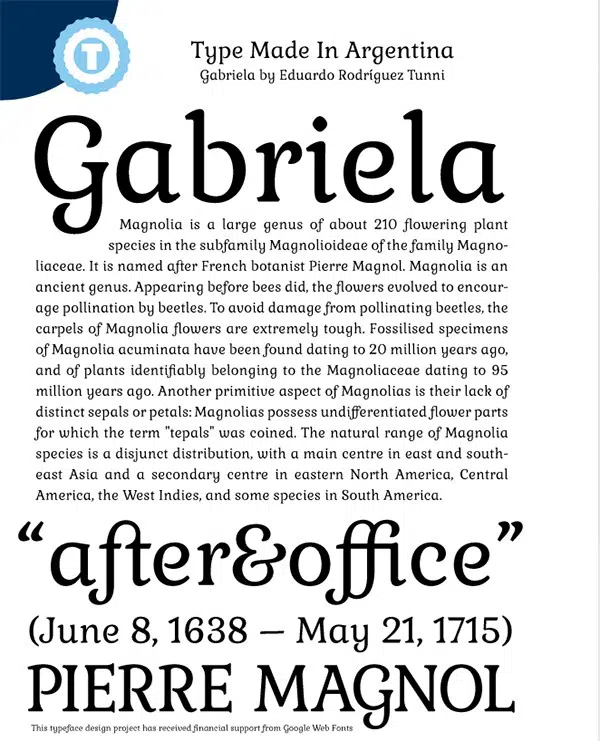 T
Type Made In Argentina
Gabriela by Eduardo Rodríguez Tunni
Gabriela
Magnolia is a large genus of about 210 flowering plant
species in the subfamily Magnolioideae of the family Magno-
liaceae. It is named after French botanist Pierre Magnol. Magnolia is an
ancient genus. Appearing before bees did, the flowers evolved to encour-
age pollination by beetles. To avoid damage from pollinating beetles, the
carpels of Magnolia flowers are extremely tough. Fossilised specimens
of Magnolia acuminata have been found dating to 20 million years ago,
and of plants identifiably belonging to the Magnoliaceae dating to 95
million years ago. Another primitive aspect of Magnolias is their lack of
distinct sepals or petals: Magnolias possess undifferentiated flower parts
for which the term "tepals" was coined. The natural range of Magnolia
species is a disjunct distribution, with a main centre in east and south-
east Asia and a secondary centre in eastern North America, Central
America, the West Indies, and some species in South America.
“after&office”
(June 8, 1638 – May 21, 1715)
PIERRE MAGNOL
This typeface design project has received financial support from Google Web Fonts